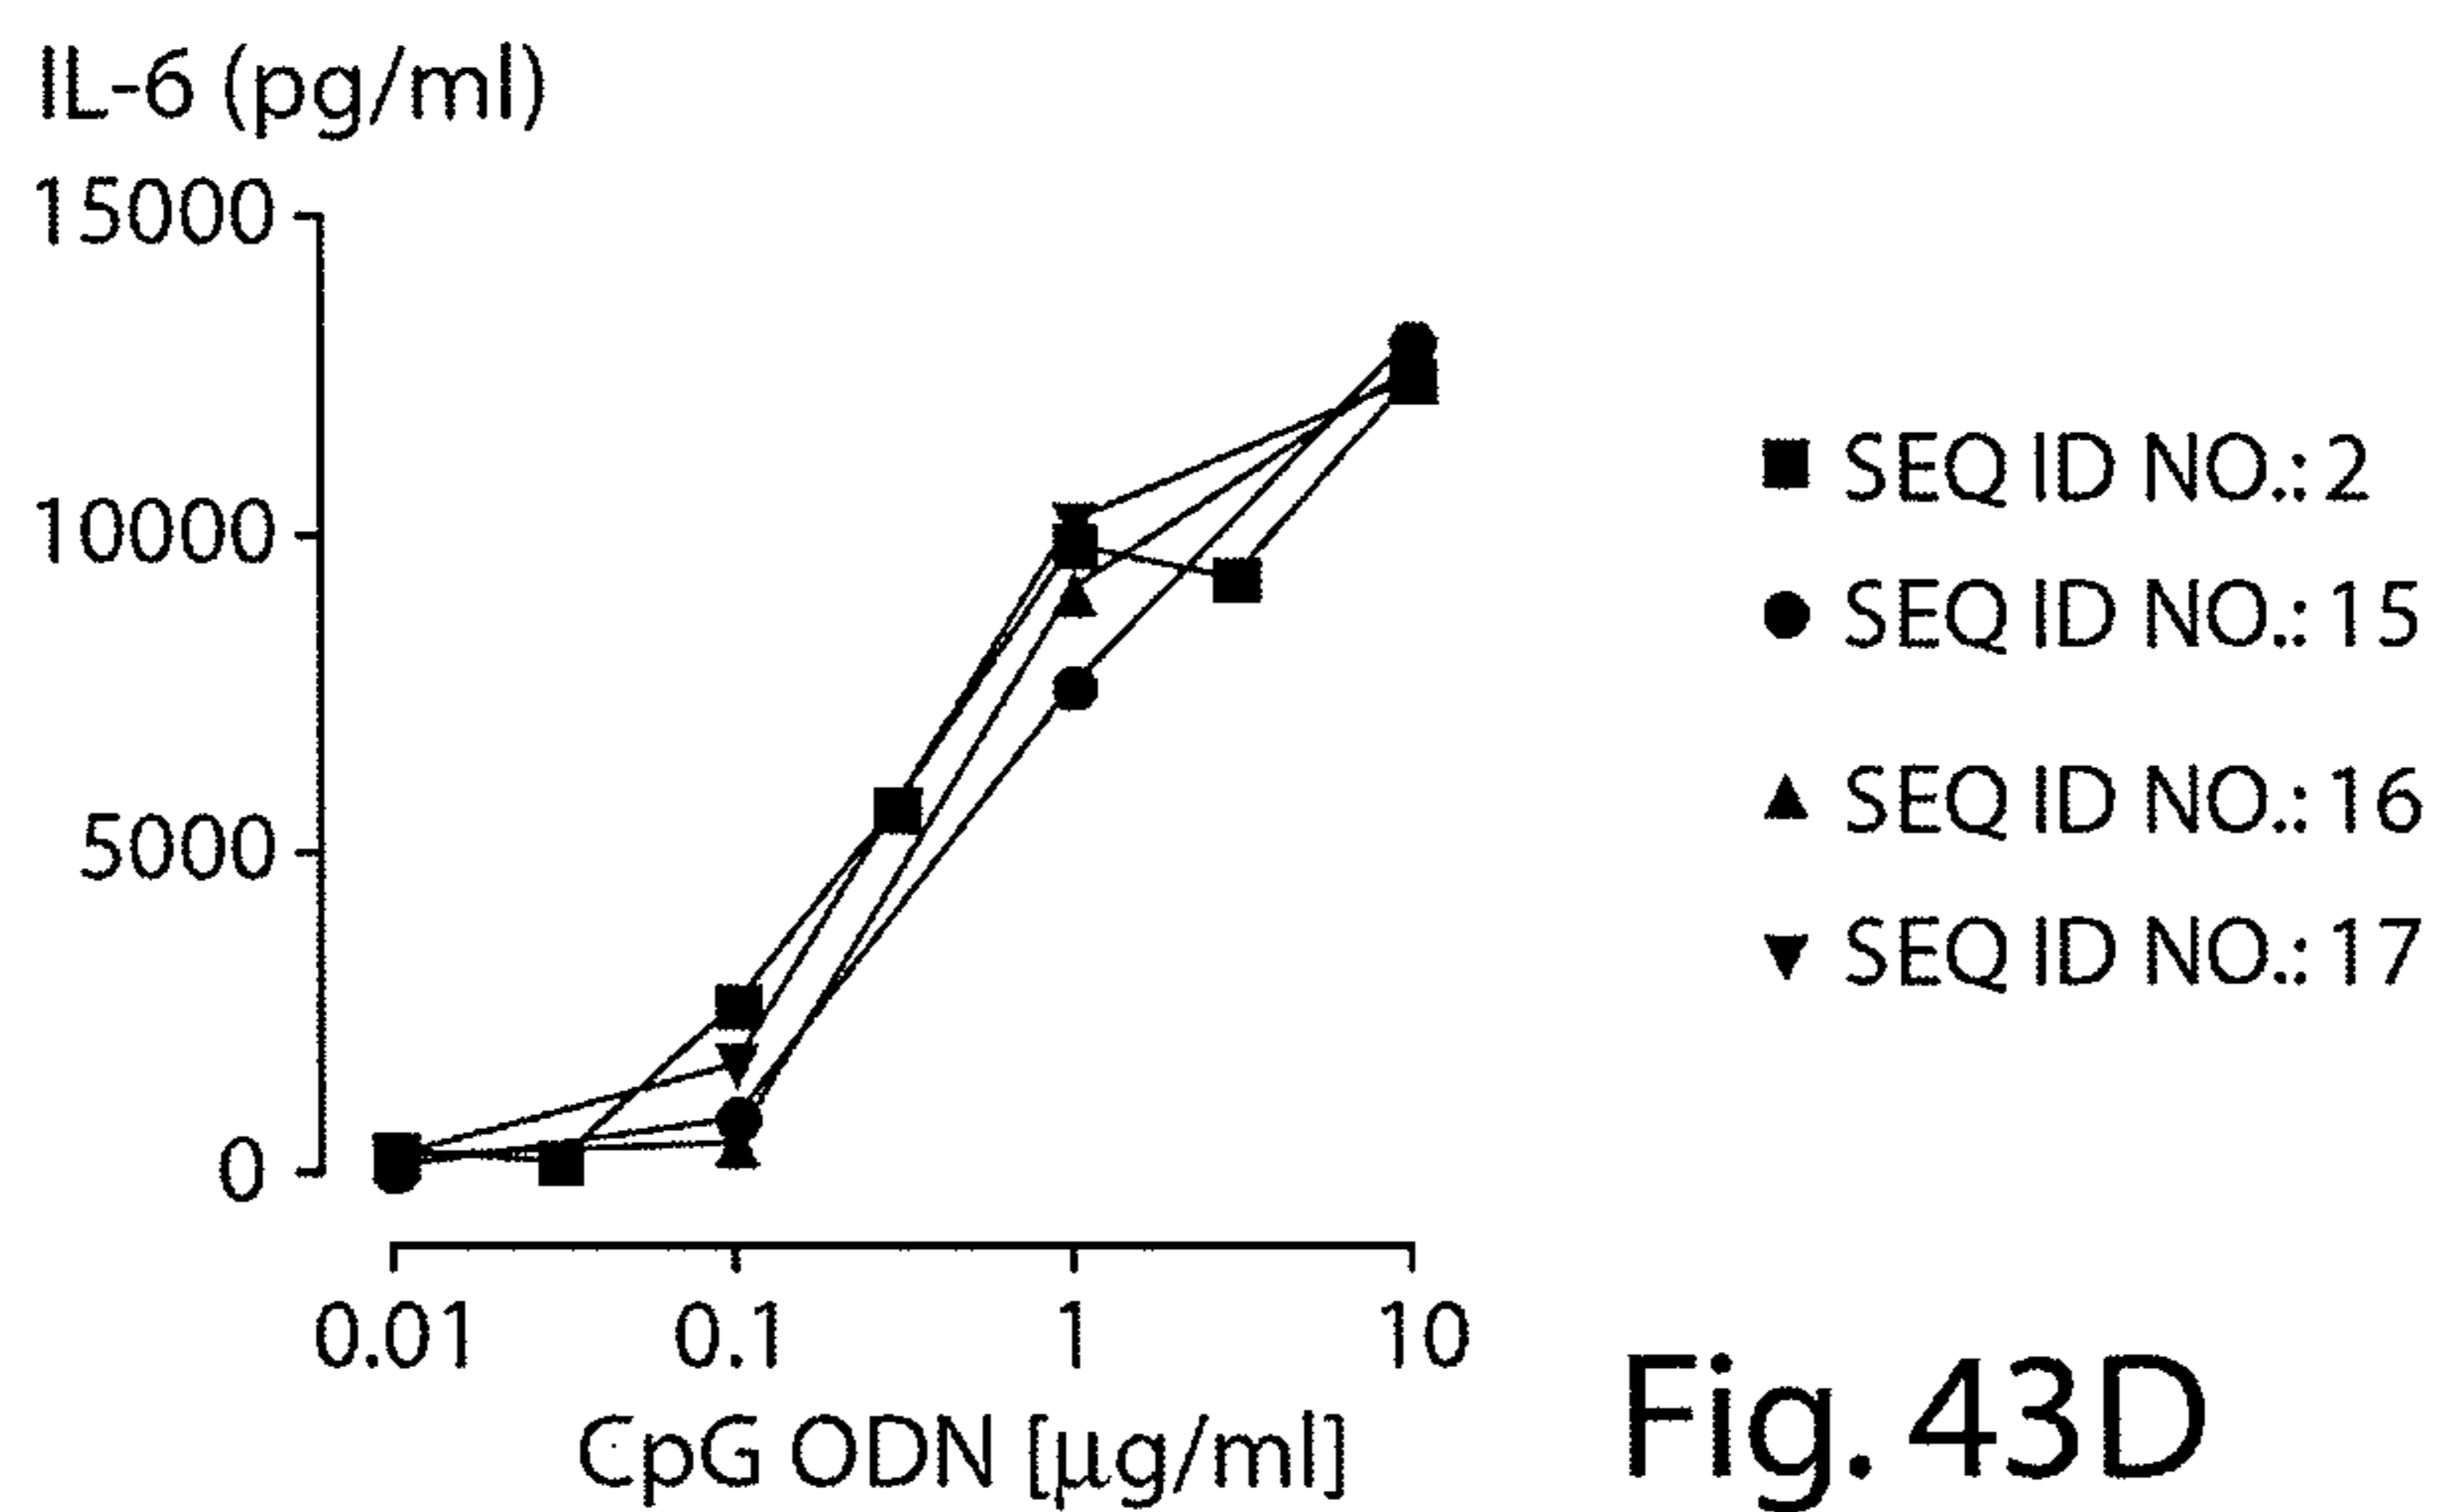 IL-6 (pg/ml)
15000
10000
5000
0
0.01 0.1 1 10
CpG ODN [µg/ml]
SEQ ID NO.: 2
SEQ ID NO.: 15
SEQ ID NO.: 16
SEQ ID NO.: 17
Fig. 43D